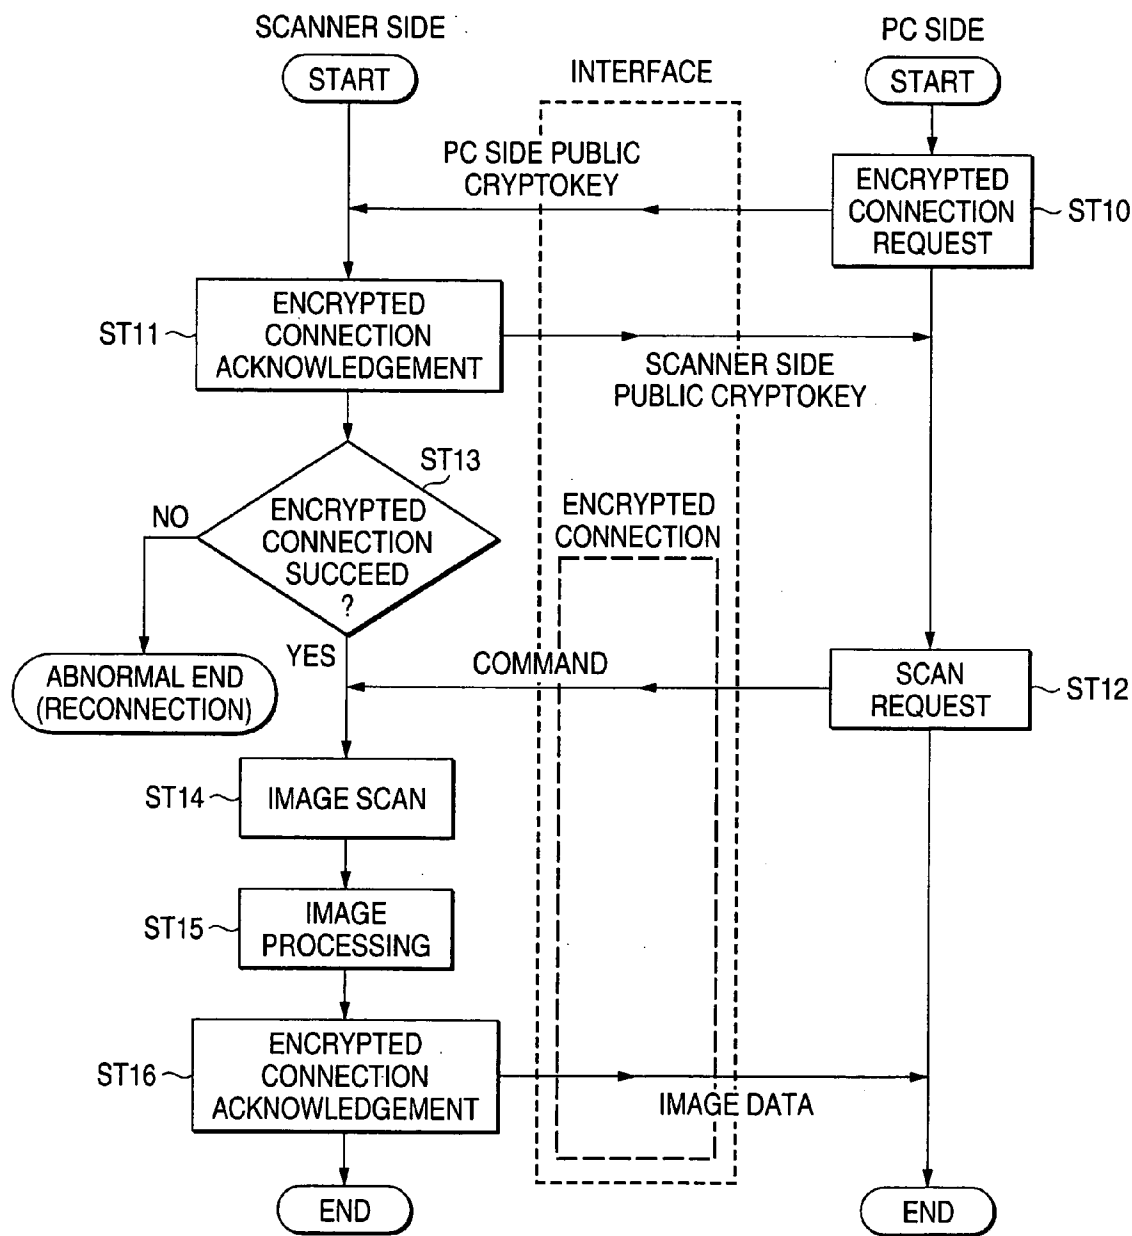 SCANNER SIDE
PC SIDE
START
INTERFACE
START
PC SIDE PUBLIC
CRYPTOKEY
ENCRYPTED
CONNECTION
REQUEST
ST10
ST11
ENCRYPTED
CONNECTION
ACKNOWLEDGEMENT
SCANNER SIDE
PUBLIC CRYPTOKEY
ST13
NO
ENCRYPTED
CONNECTION
SUCCEED
?
ENCRYPTED
CONNECTION
YES
COMMAND
ABNORMAL END
(RECONNECTION)
SCAN
REQUEST
ST12
ST14
IMAGE SCAN
ST15
IMAGE
PROCESSING
ST16
ENCRYPTED
CONNECTION
ACKNOWLEDGEMENT
IMAGE DATA
END
END